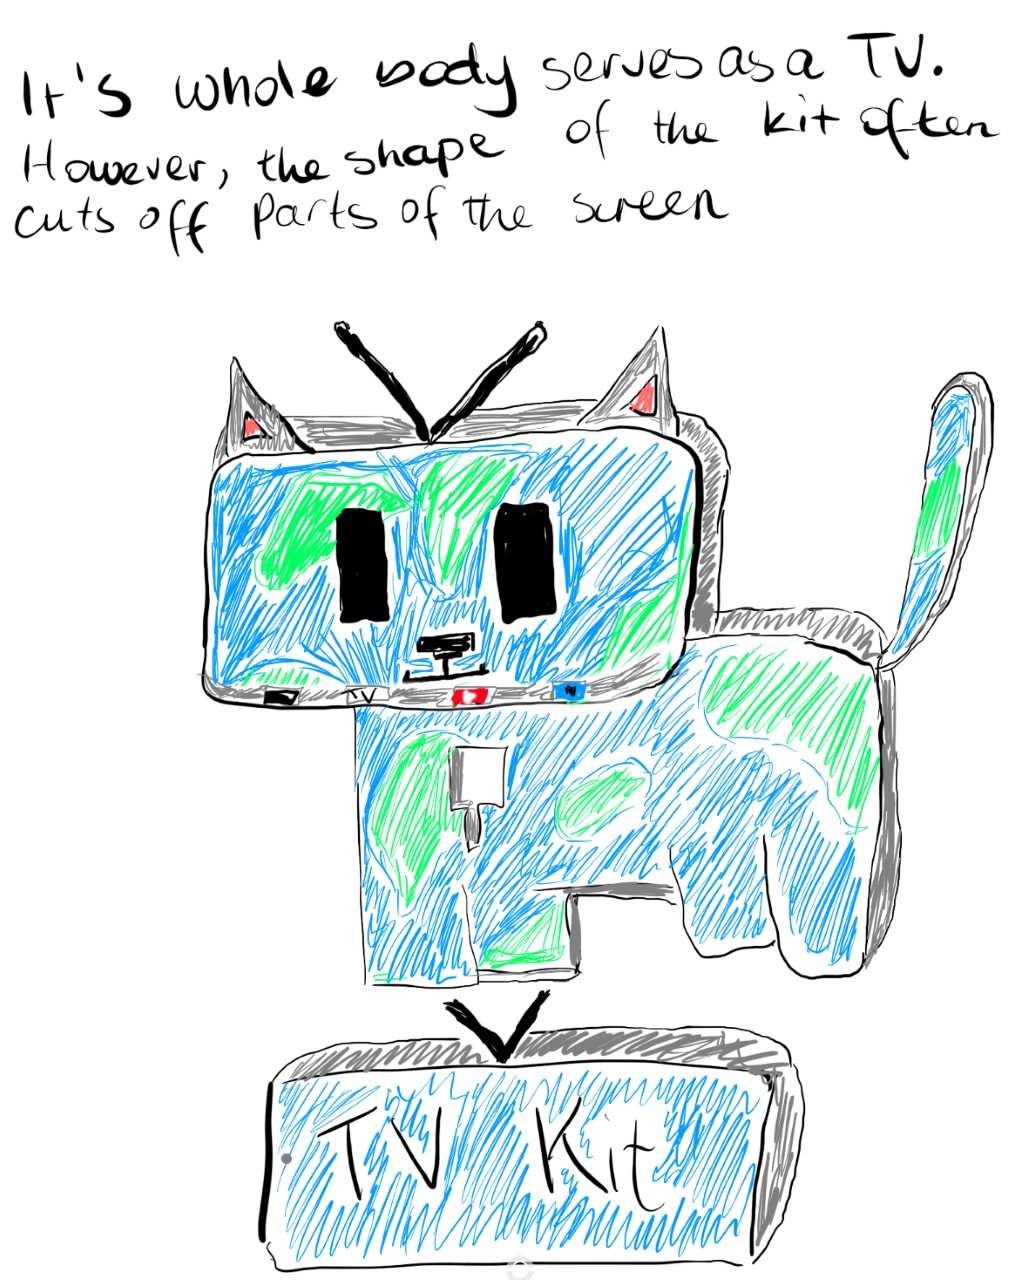 It's whole body serves as a TV.
However, the shape of the kit often
cuts off parts of the screen
TV
TV Kit